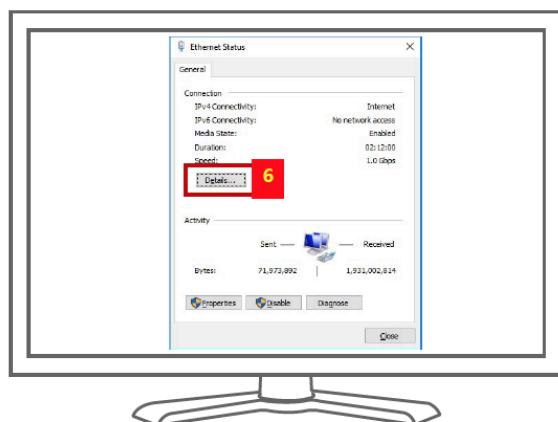 Ethernet Status
General
Connection
IPv4 Connectivity: Internet
IPv6 Connectivity: No network access
Media State: Enabled
Duration: 02:12:00
Speed: 1.0 Gbps
Details... 6
Activity
Sent Received
Bytes: 71,973,892 1,931,002,814
Properties Disable Diagnose
Close